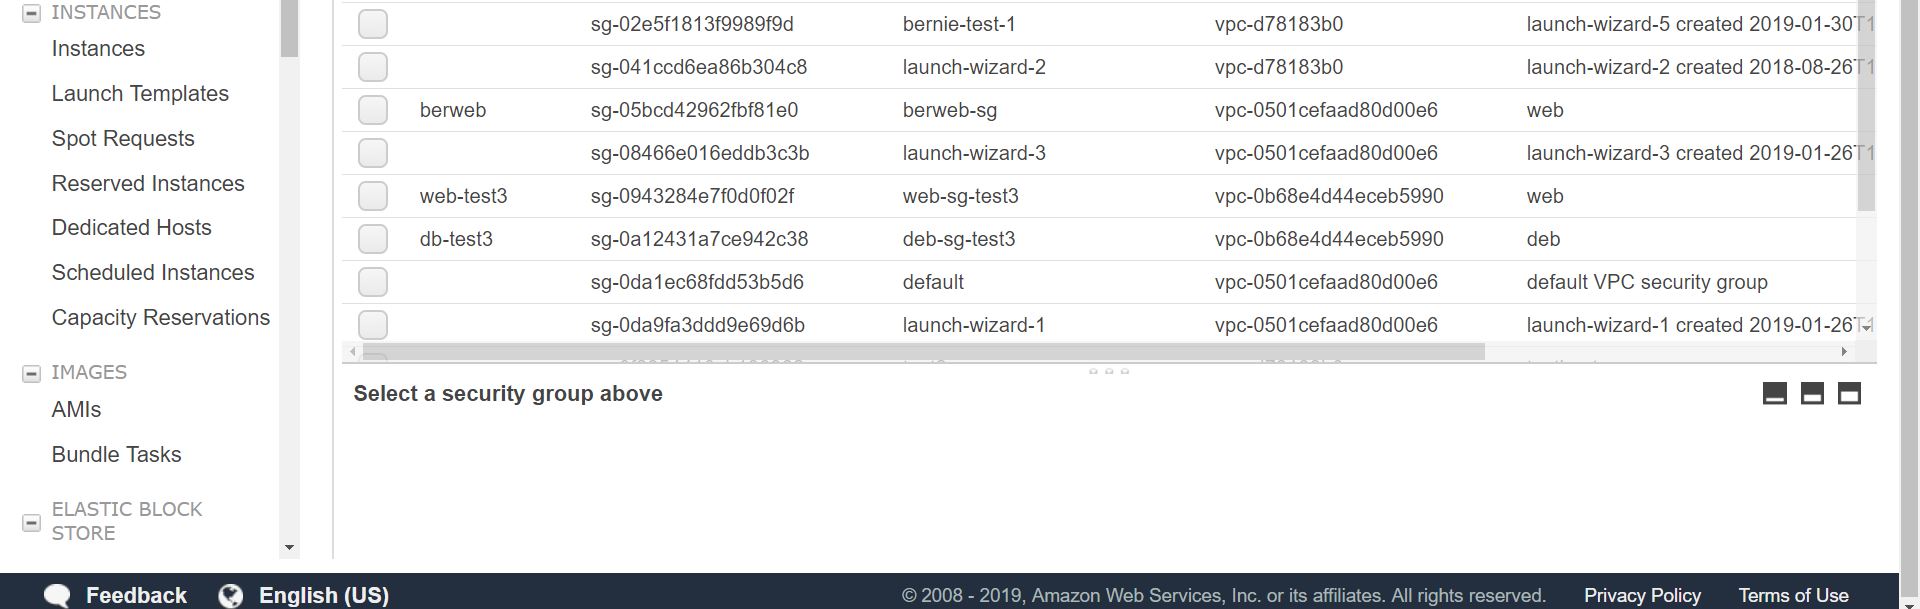 INSTANCES
Instances
Launch Templates
Spot Requests
Reserved Instances
Dedicated Hosts
Scheduled Instances
Capacity Reservations
IMAGES
AMIs
Bundle Tasks
ELASTIC BLOCK
STORE
sg-02e5f1813f9989f9d bernie-test-1 vpc-d78183b0 launch-wizard-5 created 2019-01-30T1
sg-041ccd6ea86b304c8 launch-wizard-2 vpc-d78183b0 launch-wizard-2 created 2018-08-26T1
berweb sg-05bcd42962fbf81e0 berweb-sg vpc-0501cefaad80d00e6 web
sg-08466e016eddb3c3b launch-wizard-3 vpc-0501cefaad80d00e6 launch-wizard-3 created 2019-01-26T1
web-test3 sg-0943284e7f0d0f02f web-sg-test3 vpc-0b68e4d44eceb5990 web
db-test3 sg-0a12431a7ce942c38 deb-sg-test3 vpc-0b68e4d44eceb5990 deb
sg-0da1ec68fdd53b5d6 default vpc-0501cefaad80d00e6 default VPC security group
sg-0da9fa3ddd9e69d6b launch-wizard-1 vpc-0501cefaad80d00e6 launch-wizard-1 created 2019-01-26T1
Select a security group above
Feedback English (US) © 2008 - 2019, Amazon Web Services, Inc. or its affiliates. All rights reserved. Privacy Policy Terms of Use